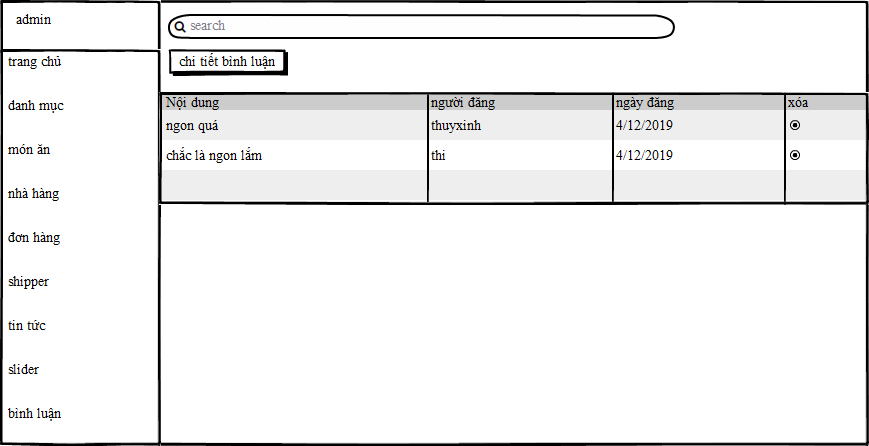 admin
search
trang chủ
chi tiết bình luận
danh mục
món ăn
nhà hàng
đơn hàng
shipper
tin tức
slider
bình luận
Nội dung người đăng ngày đăng xóa
ngon quá thuyxinh 4/12/2019
chắc là ngon lắm thi 4/12/2019